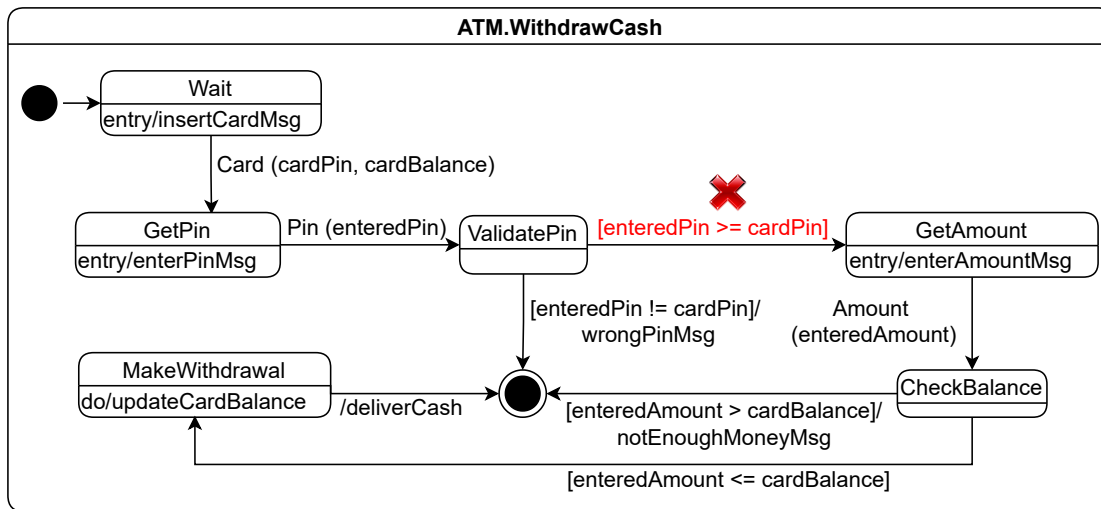 ATM.WithdrawCash
Wait
entry/insertCardMsg
Card (cardPin, cardBalance)
GetPin
entry/enterPinMsg
Pin (enteredPin)
ValidatePin
[enteredPin >= cardPin]
GetAmount
entry/enterAmountMsg
[enteredPin != cardPin]/
wrongPinMsg
Amount
(enteredAmount)
MakeWithdrawal
do/updateCardBalance
/deliverCash
[enteredAmount > cardBalance]/
notEnoughMoneyMsg
CheckBalance
[enteredAmount <= cardBalance]